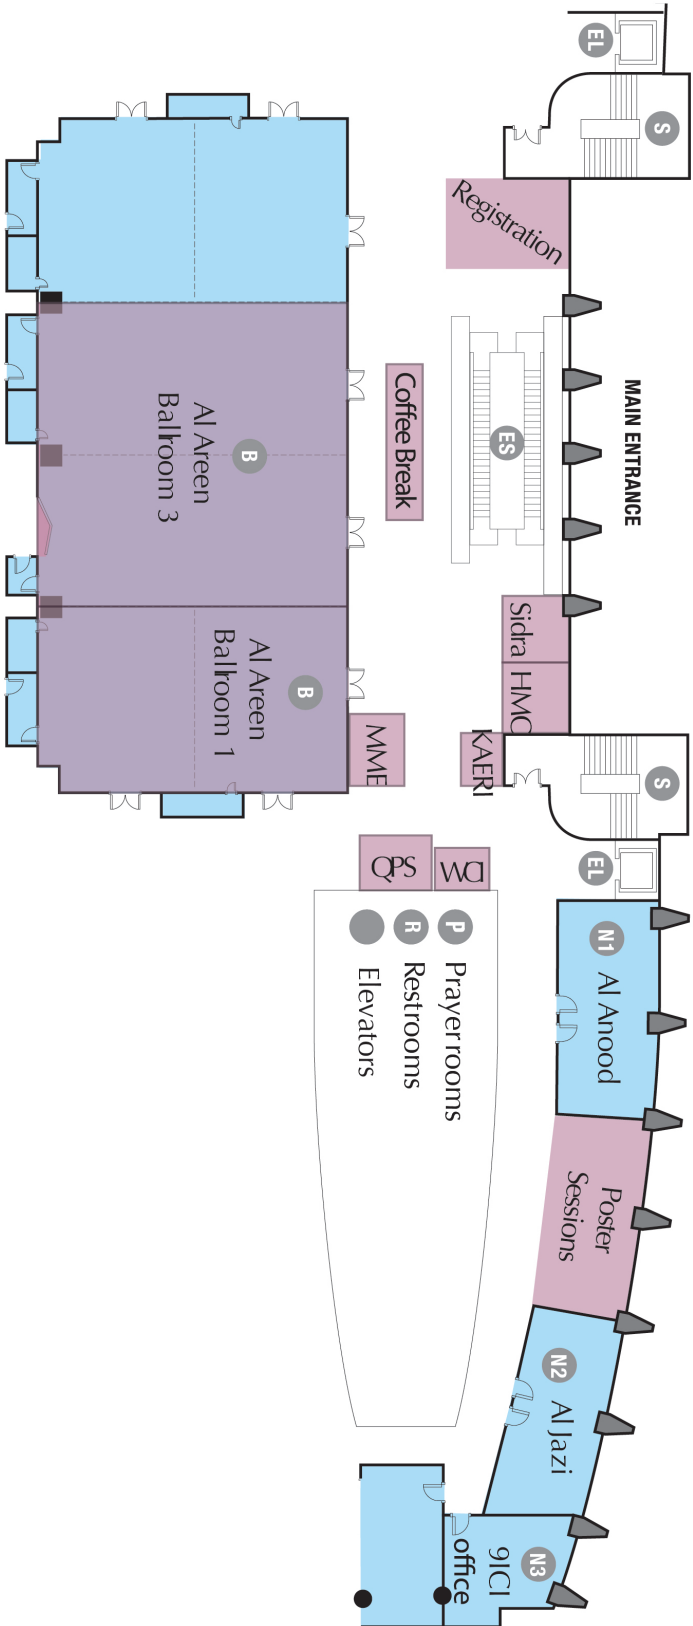 EL
S
Registration
MAIN ENTRANCE
ES
Coffee Break
Al Areen
Ballroom 3
B
Sidra
HMC
Al Areen
Ballroom 1
B
MME
KAERI
S
EL
QPS
WCI
P
Prayer rooms
R
Restrooms
Elevators
N1
Al Anood
Poster
Sessions
N2
Al Jazi
N3
9ICI
office